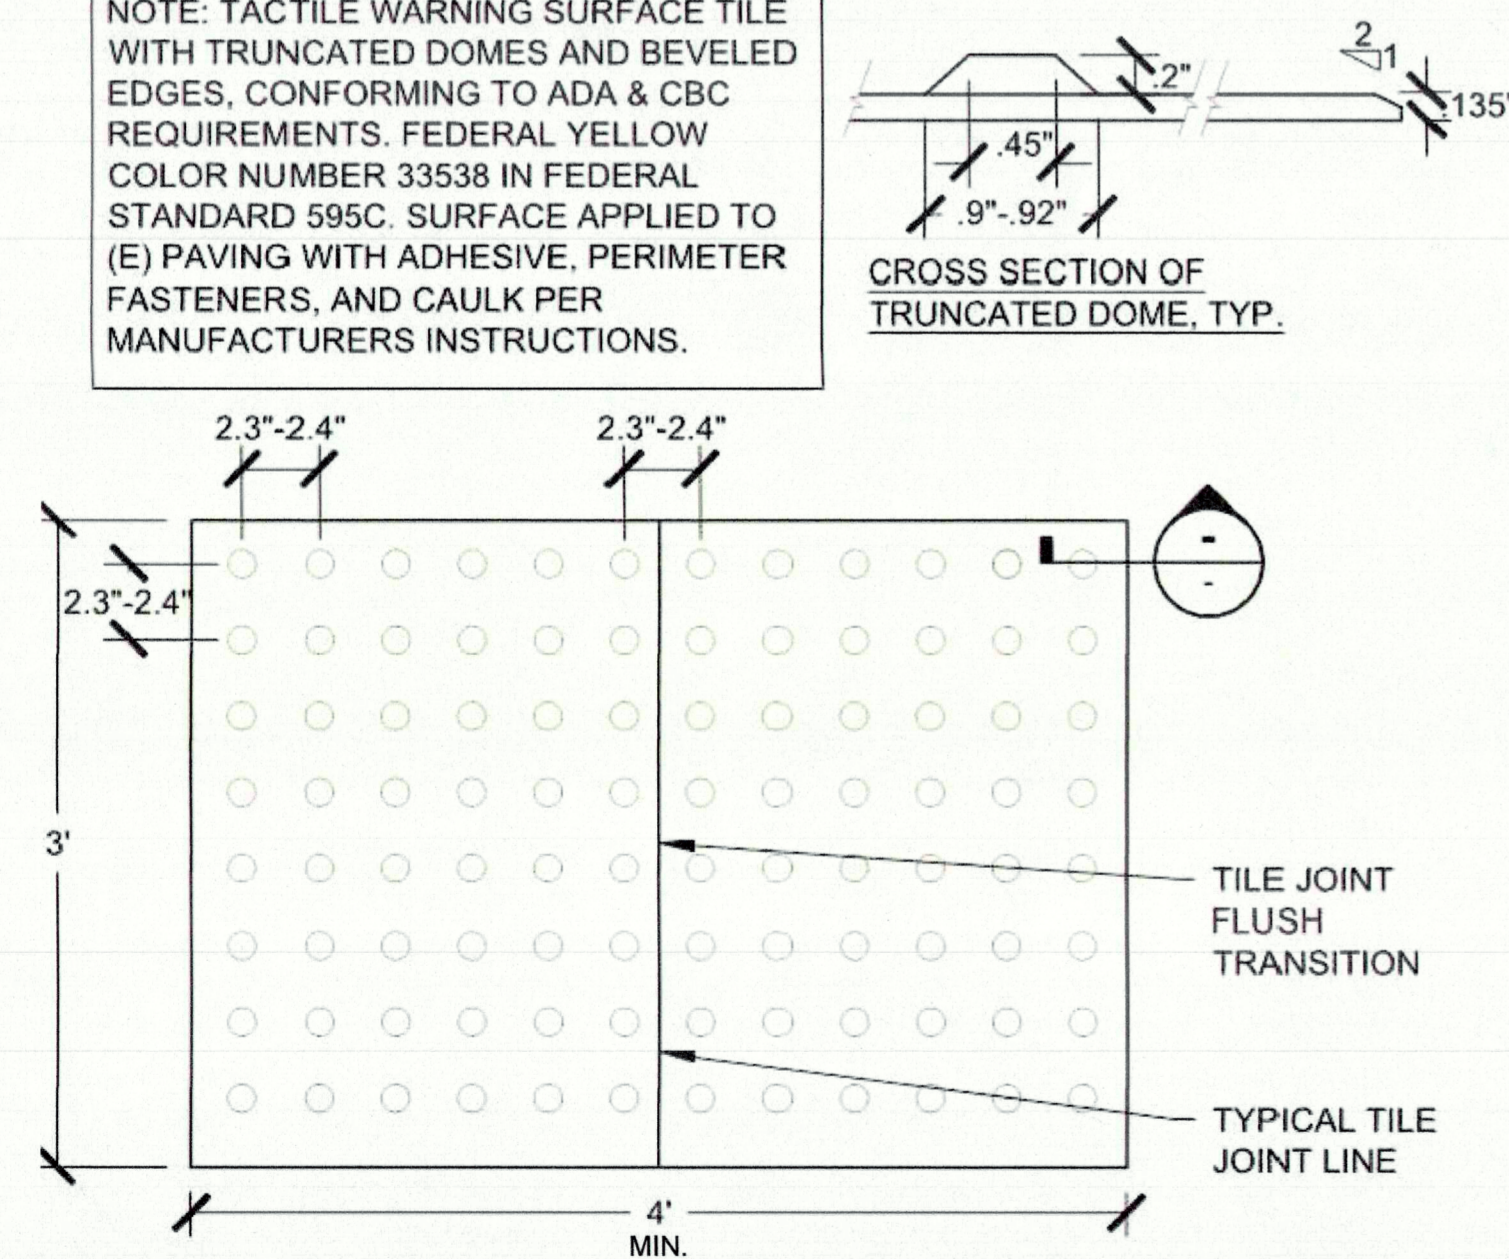 NOTE: TACTILE WARNING SURFACE TILE
WITH TRUNCATED DOMES AND BEVELED
EDGES, CONFORMING TO ADA & CBC
REQUIREMENTS. FEDERAL YELLOW
COLOR NUMBER 33538 IN FEDERAL
STANDARD 595C. SURFACE APPLIED TO
(E) PAVING WITH ADHESIVE, PERIMETER
FASTENERS, AND CAULK PER
MANUFACTURERS INSTRUCTIONS.
.2"
2
1
.135"
.45"
.9"-.92"
CROSS SECTION OF
TRUNCATED DOME, TYP.
2.3"-2.4"
2.3"-2.4"
2.3"-2.4"
-
-
3'
TILE JOINT
FLUSH
TRANSITION
TYPICAL TILE
JOINT LINE
4'
MIN.